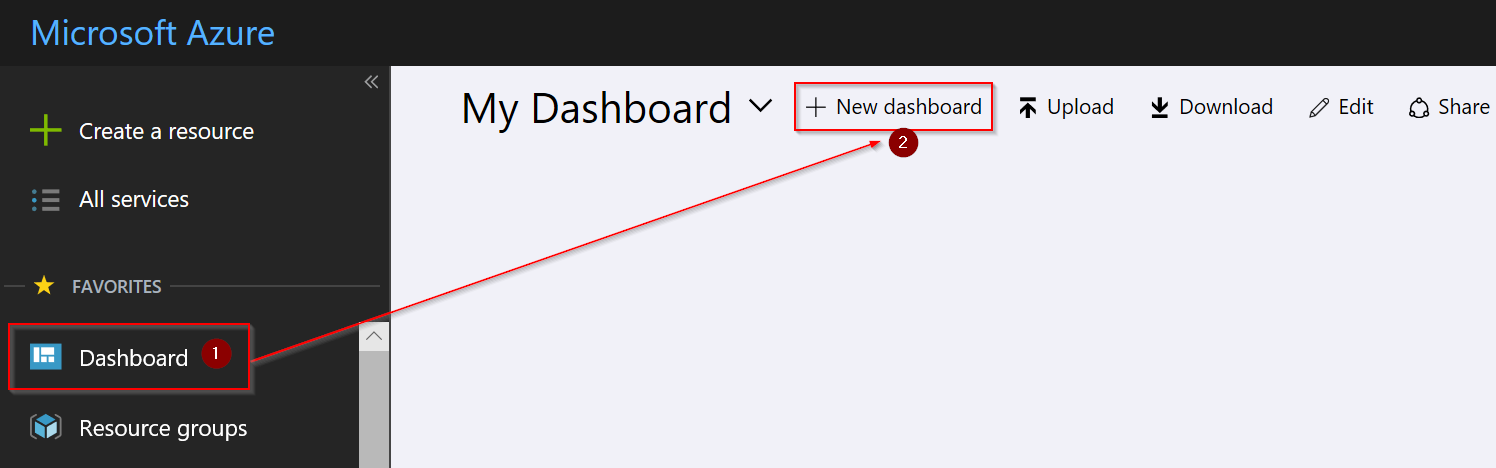 Microsoft Azure
Create a resource
All services
FAVORITES
Dashboard 1
Resource groups
My Dashboard New dashboard Upload Download Edit Share
2